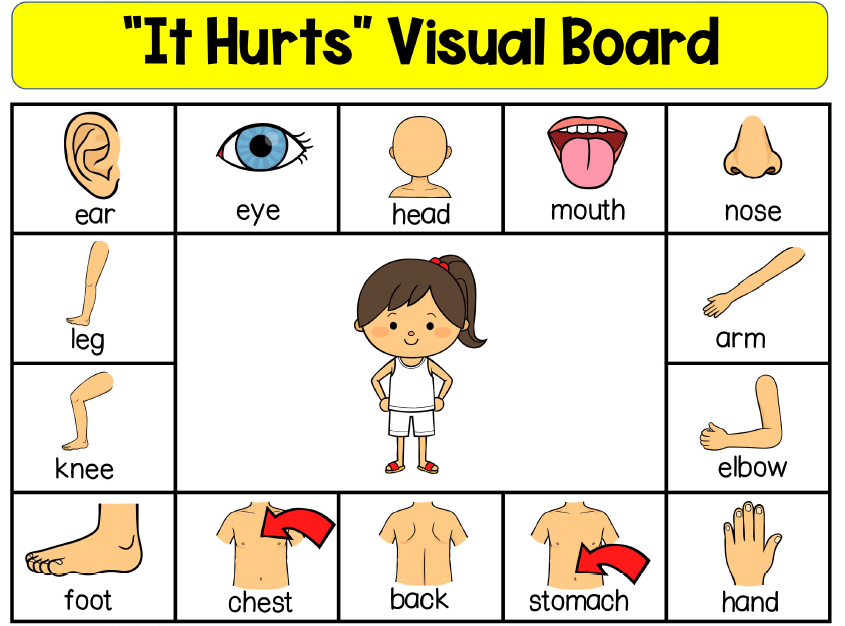 "It Hurts" Visual Board
ear
eye
head
mouth
nose
leg
arm
knee
elbow
foot
chest
back
stomach
hand